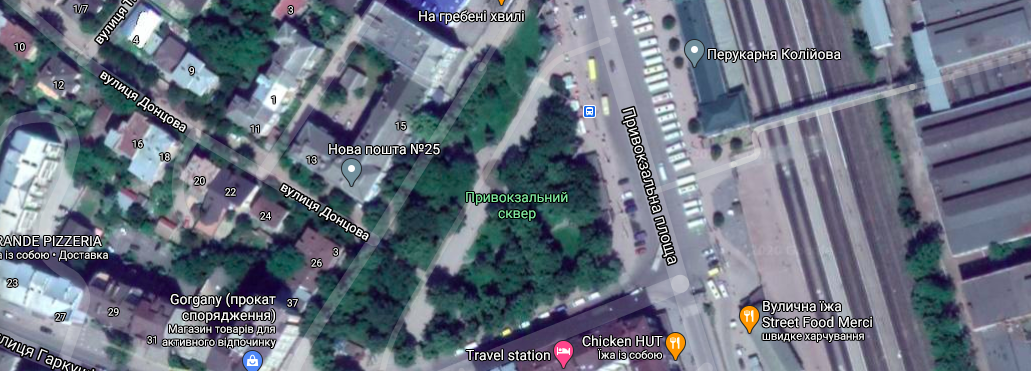 1/7
3
вулиця
4
На гребені хвилі
10
9
12
вулиця Донцова
1
11
Перукарня Колійова
15
16
18
13
Нова пошта №25
Привокзальна площа
20
22
24
вулиця Донцова
Привокзальний
сквер
RANDE PIZZERIA
а із собою • Доставка
3
26
23
27
29
31
37
Gorgany (прокат
спорядження)
Магазин товарів для
активного відпочинку
Вулична їжа
Street Food Merci
швидке харчування
Chicken HUT
Їжа із собою
Travel station
лиця Гаркуш